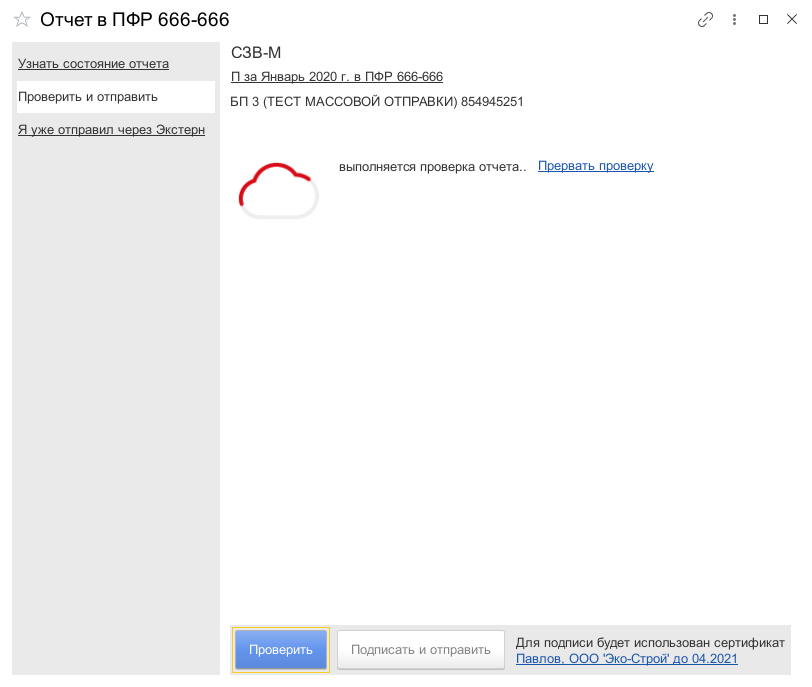 Отчет в ПФР 666-666
Узнать состояние отчета
Проверить и отправить
Я уже отправил через Экстерн
СЗВ-М
П за Январь 2020 г. в ПФР 666-666
БП 3 (ТЕСТ МАССОВОЙ ОТПРАВКИ) 854945251
выполняется проверка отчета.. Прервать проверку
Проверить
Подписать и отправить
Для подписи будет использован сертификат
Павлов, ООО 'Эко-Строй' до 04.2021